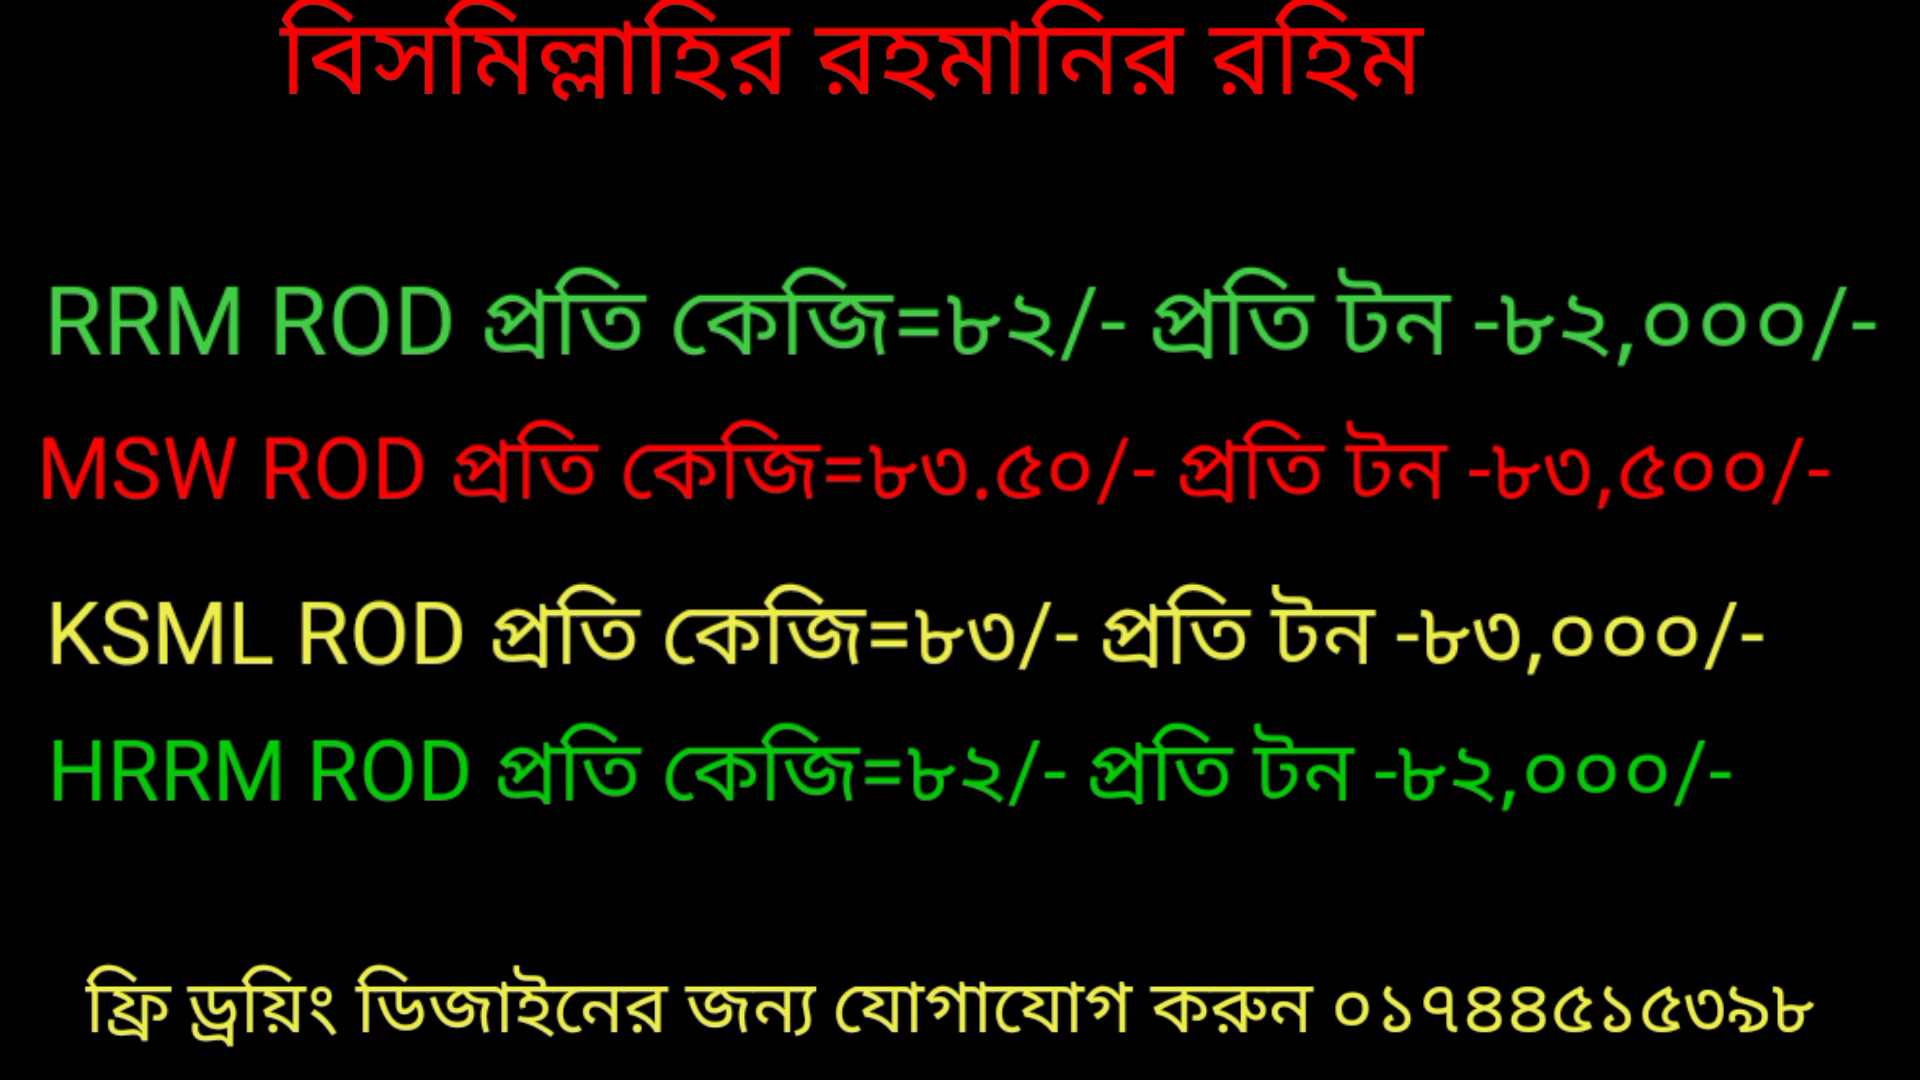 বিসমিল্লাহির রহমানির রহিম
RRM ROD প্রতি কেজি=৮২/- প্রতি টন -৮২,০০০/-
MSW ROD প্রতি কেজি=৮৩.৫০/- প্রতি টন -৮৩,৫০০/-
KSML ROD প্রতি কেজি=৮৩/- প্রতি টন -৮৩,০০০/-
HRRM ROD প্রতি কেজি=৮২/- প্রতি টন -৮২,০০০/-
ফ্রি ড্রয়িং ডিজাইনের জন্য যোগাযোগ করুন ০১৭৪৪৫১৫৩৯৮